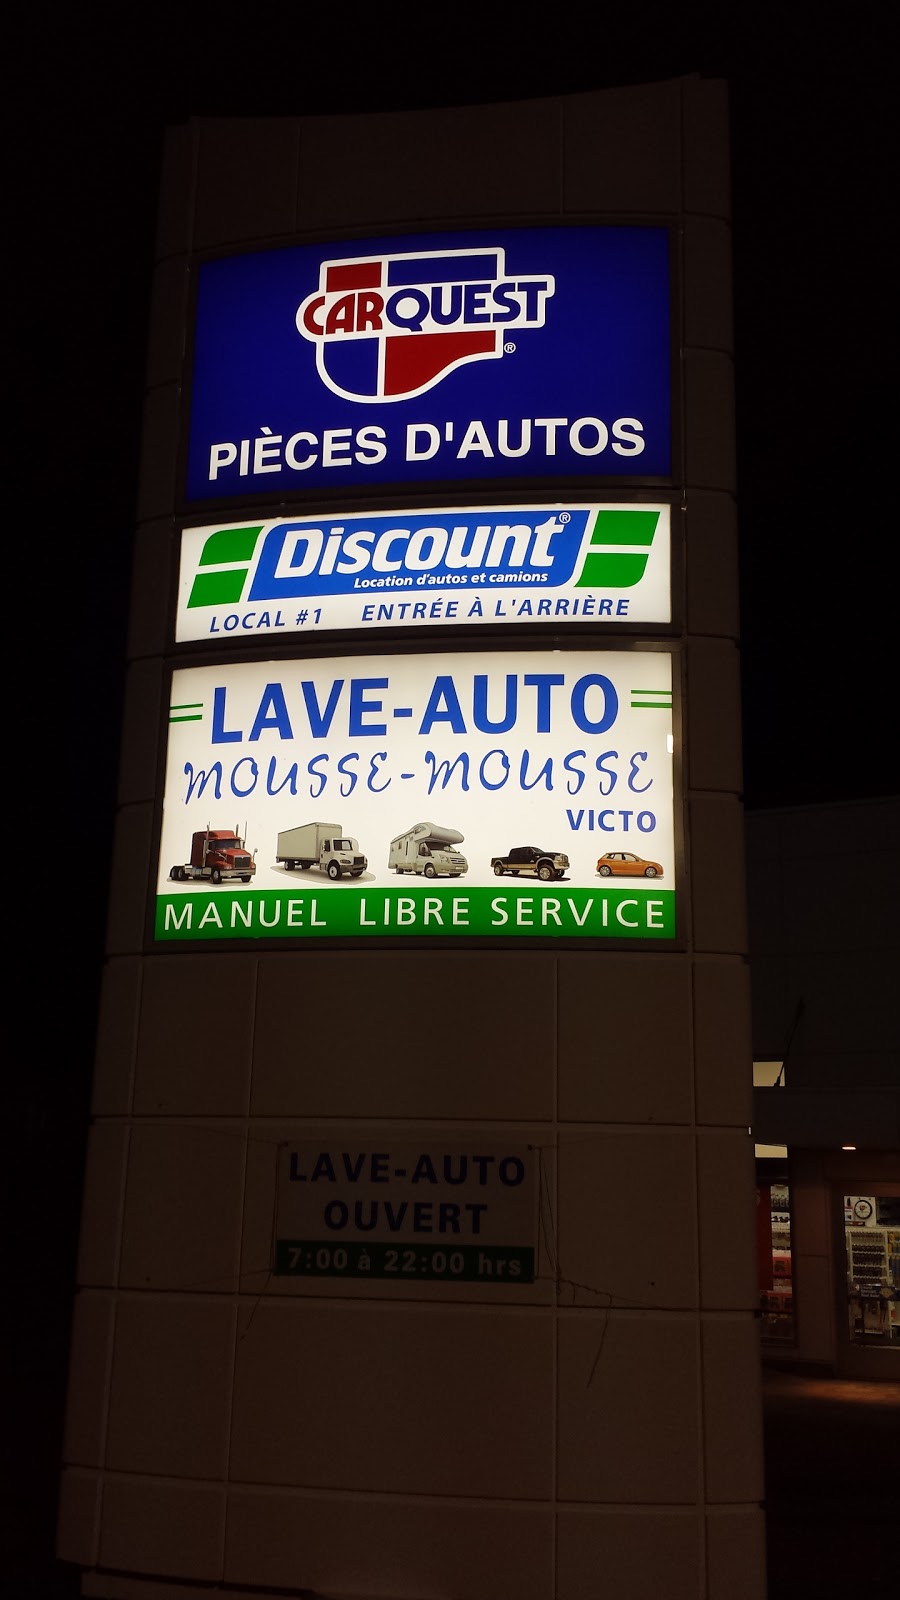 CARQUEST®
PIÈCES D'AUTOS
Discount®
Location d'autos et camions
LOCAL #1 ENTRÉE À L'ARRIÈRE
LAVE-AUTO
MOUSSE-MOUSSE
VICTO
MANUEL LIBRE SERVICE
LAVE-AUTO
OUVERT
7:00 à 22:00 hrs